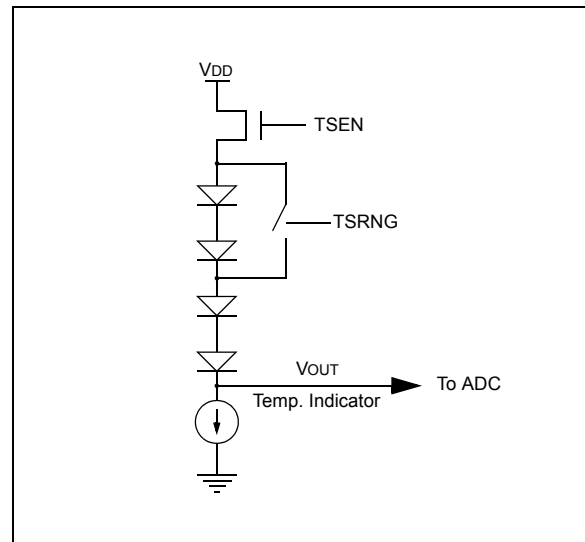 VDD
TSEN
TSRNG
VOUT
To ADC
Temp. Indicator